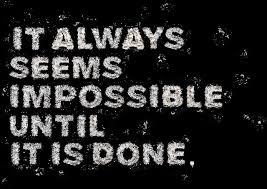 IT ALWAYS
SEEMS
IMPOSSIBLE
UNTIL
IT IS DONE.